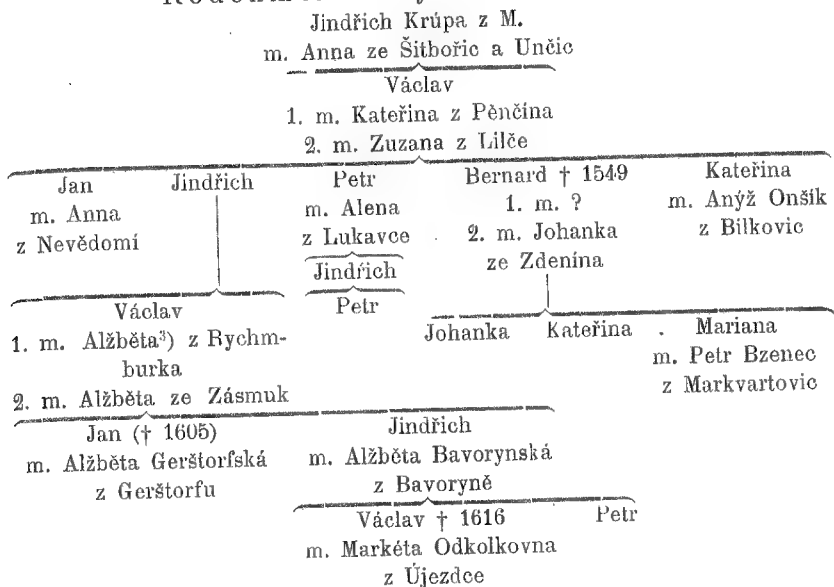 Jindřich Krúpa z M.
m. Anna ze Šitbořic a Unčic
Václav
1. m. Kateřina z Pěnčína
2. m. Zuzana z Lilče
Jan Jindřich Petr Bernard † 1549 Kateřina
m. Anna m. Alena 1. m. ? m. Anýž Onšík
z Nevědomí z Lukavce 2. m. Johanka z Bílkovic
Jindřich ze Zdenína
Václav Petr
Johanka Kateřina Mariana
1. m. Alžběta³) z Rychm-
burka m. Petr Bzenec
2. m. Alžběta ze Zásmuk z Markvartovic
Jan († 1605) Jindřich
m. Alžběta Gerštorfská m. Alžběta Bavorynská
z Gerštorfu z Bavoryně
Václav † 1616 Petr
m. Markéta Odkolkovna
z Újezdce